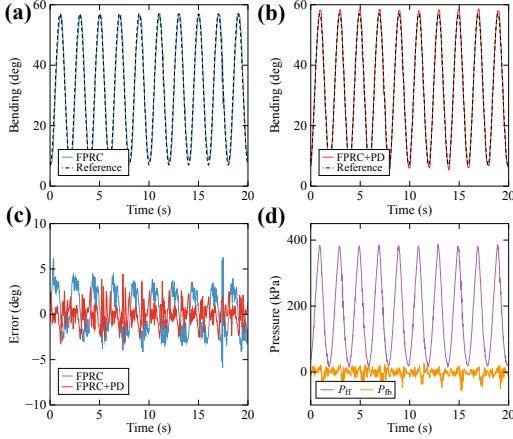 (a)
60
40
20
0
Bending (deg)
FPRC
Reference
0 5 10 15 20
Time (s)
(b)
60
40
20
0
Bending (deg)
FPRC+PD
Reference
0 5 10 15 20
Time (s)
(c)
10
5
0
−5
−10
Error (deg)
FPRC
FPRC+PD
0 5 10 15 20
Time (s)
(d)
400
200
0
Pressure (kPa)
Pff Pfb
0 5 10 15 20
Time (s)